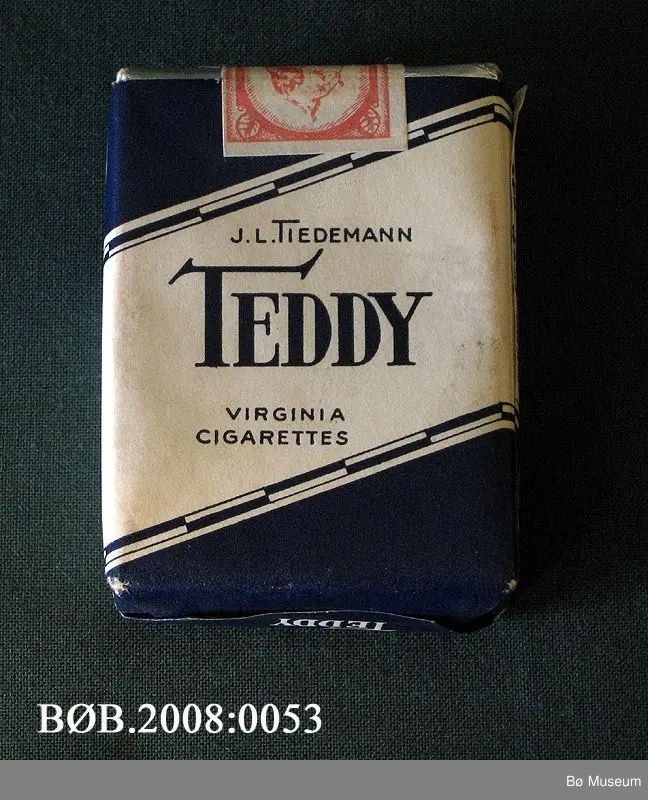 J.L.TIEDEMANN
TEDDY
VIRGINIA
CIGARETTES
TEDDY
BØB.2008:0053
Bø Museum